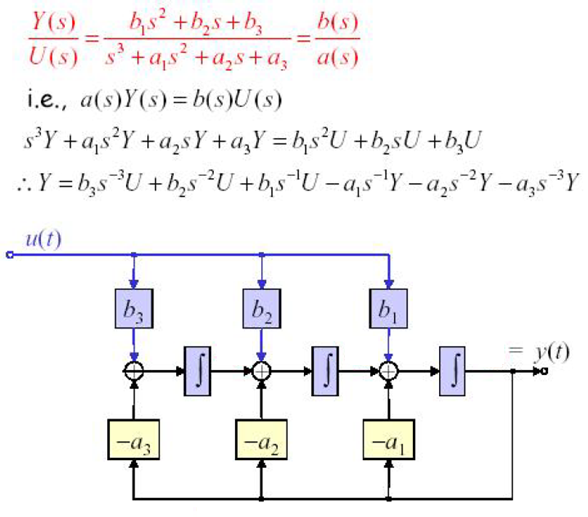 Y(s)/U(s) = (b₁s² + b₂s + b₃)/(s³ + a₁s² + a₂s + a₃) = b(s)/a(s)
i.e., a(s)Y(s) = b(s)U(s)
s³Y + a₁s²Y + a₂sY + a₃Y = b₁s²U + b₂sU + b₃U
∴ Y = b₃s⁻³U + b₂s⁻²U + b₁s⁻¹U − a₁s⁻¹Y − a₂s⁻²Y − a₃s⁻³Y
u(t)
b₃ b₂ b₁
∫ ∫ ∫ = y(t)
−a₃ −a₂ −a₁